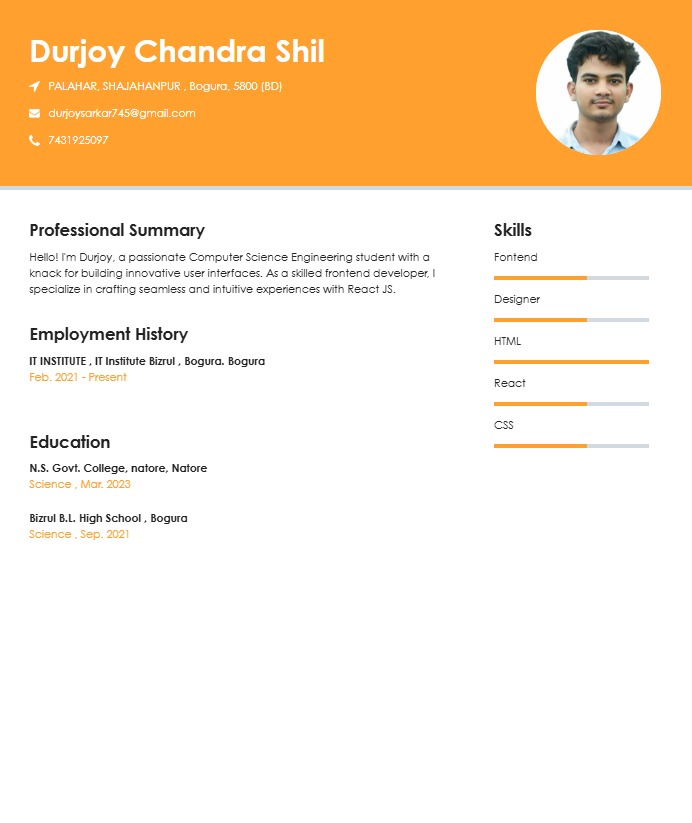 Durjoy Chandra Shil
PALAHAR, SHAJAHANPUR , Bogura, 5800 (BD)
durjoysarkar745@gmail.com
7431925097
Professional Summary
Hello! I'm Durjoy, a passionate Computer Science Engineering student with a
knack for building innovative user interfaces. As a skilled frontend developer, I
specialize in crafting seamless and intuitive experiences with React JS.
Employment History
IT INSTITUTE , IT Institute Bizrul , Bogura. Bogura
Feb. 2021 - Present
Education
N.S. Govt. College, natore, Natore
Science , Mar. 2023
Bizrul B.L. High School , Bogura
Science , Sep. 2021
Skills
Fontend
Designer
HTML
React
CSS